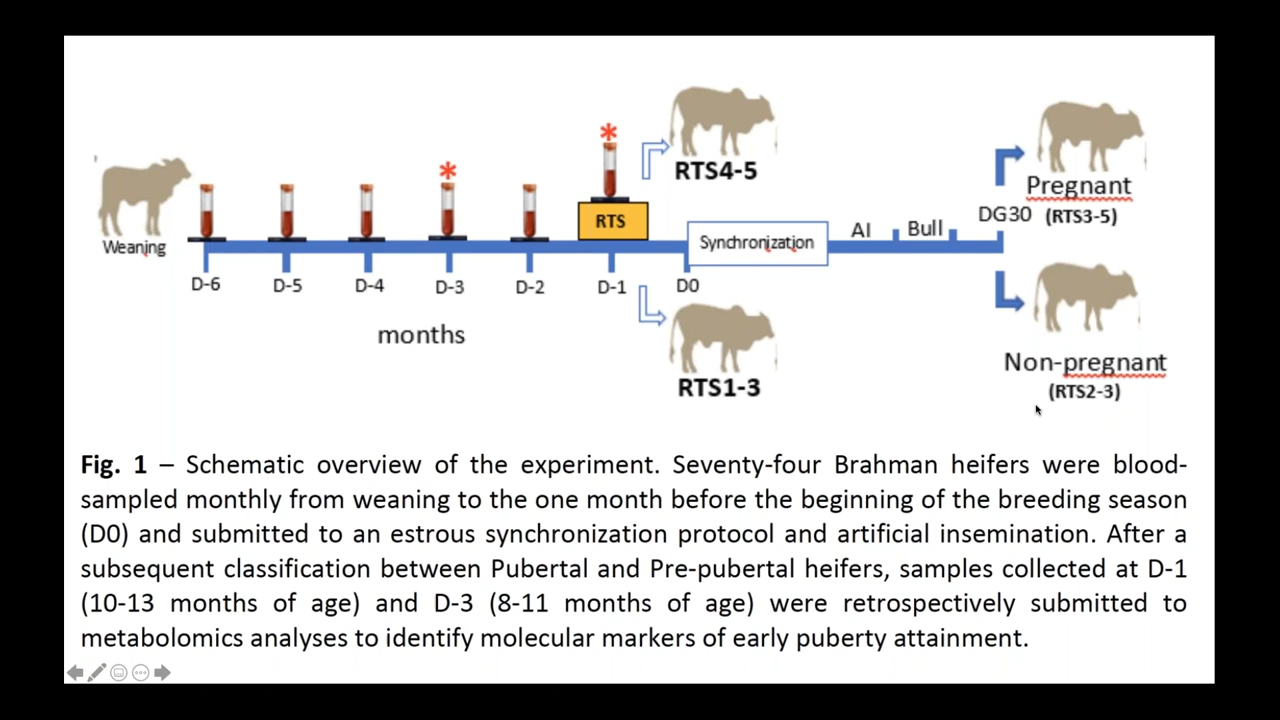 *
*
RTS4-5
Pregnant
(RTS3-5)
Weaning
RTS
Synchronization
AI
Bull
DG30
D-6
D-5
D-4
D-3
D-2
D-1
D0
months
RTS1-3
Non-pregnant
(RTS2-3)
Fig. 1 – Schematic overview of the experiment. Seventy-four Brahman heifers were blood-
sampled monthly from weaning to the one month before the beginning of the breeding season
(D0) and submitted to an estrous synchronization protocol and artificial insemination. After a
subsequent classification between Pubertal and Pre-pubertal heifers, samples collected at D-1
(10-13 months of age) and D-3 (8-11 months of age) were retrospectively submitted to
metabolomics analyses to identify molecular markers of early puberty attainment.